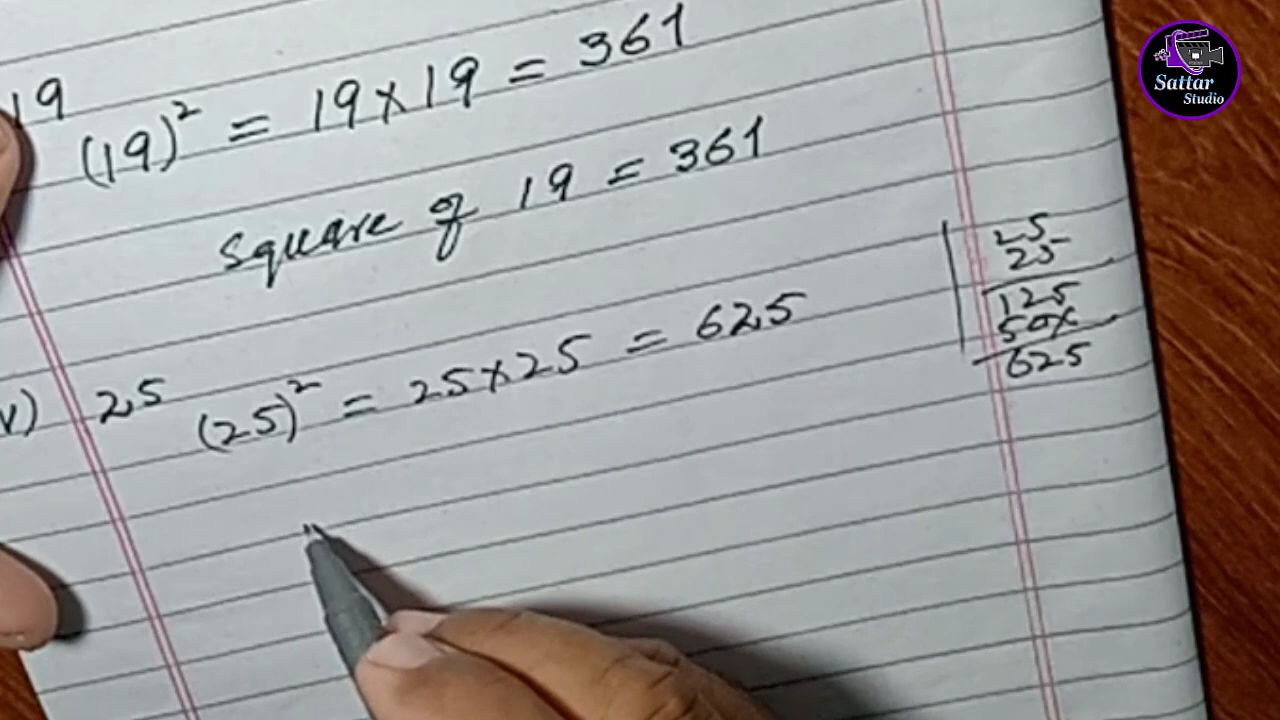 19
(19)² = 19×19 = 361
Square of 19 = 361
v) 25
(25)² = 25×25 = 625
25
25
125
50×
625
Sattar
Studio